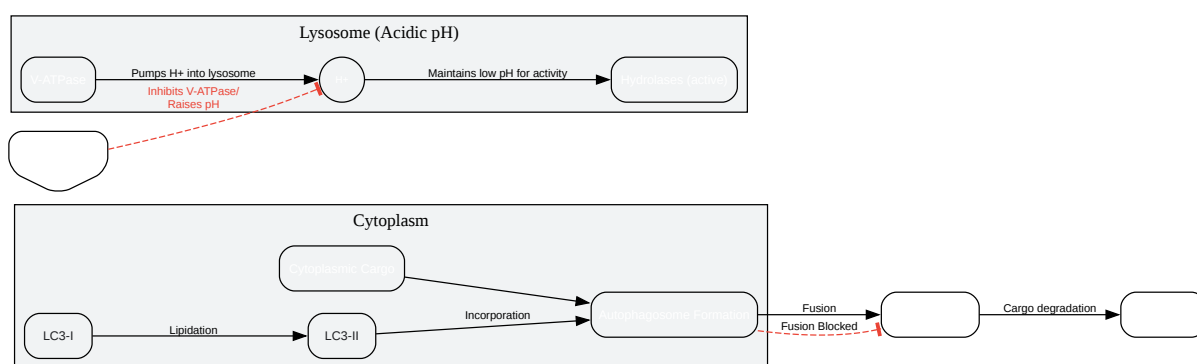 Lysosome (Acidic pH)
V-ATPase
Pumps H+ into lysosome
H+
Maintains low pH for activity
Hydrolases (active)
Inhibits V-ATPase/
Raises pH
Cytoplasm
Cytoplasmic Cargo
LC3-I
Lipidation
LC3-II
Incorporation
Autophagosome Formation
Fusion
Fusion Blocked
Cargo degradation